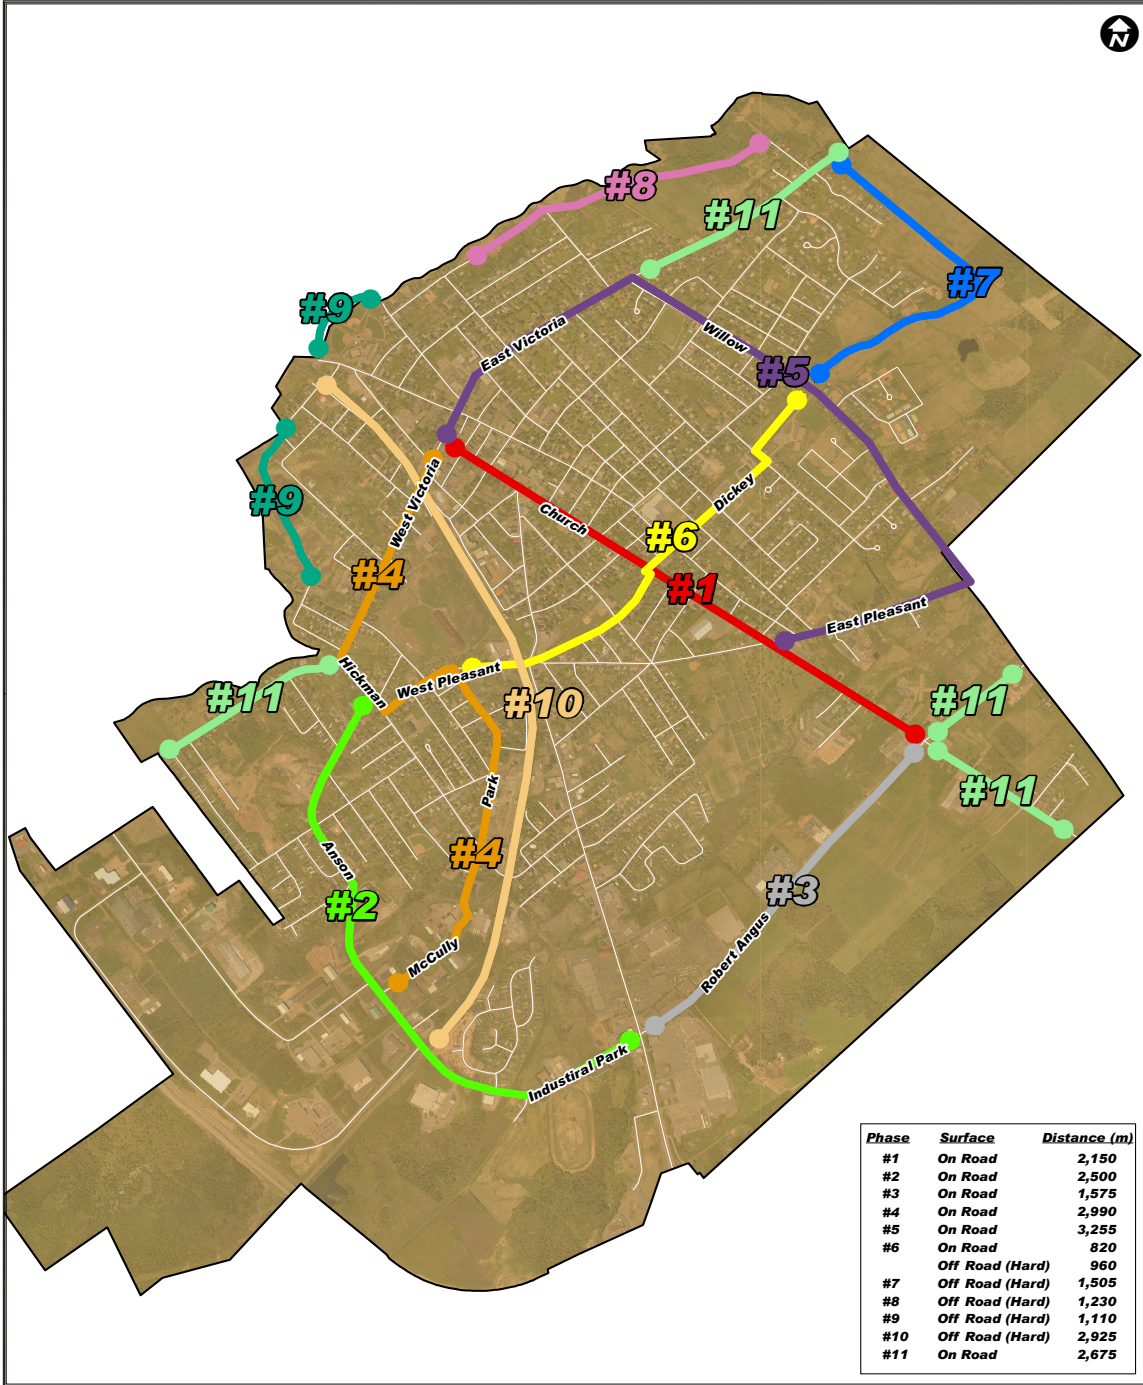 N
#8
#11
#7
#9
East Victoria
Willow
#5
West Victoria
#9
Church
Dickey
#6
#4
#1
East Pleasant
Hickman
West Pleasant
#11
#10
#11
Park
#11
Anson
#4
#2
#3
McCully
Robert Angus
Industiral Park
Phase Surface Distance (m)
#1 On Road 2,150
#2 On Road 2,500
#3 On Road 1,575
#4 On Road 2,990
#5 On Road 3,255
#6 On Road 820
Off Road (Hard) 960
#7 Off Road (Hard) 1,505
#8 Off Road (Hard) 1,230
#9 Off Road (Hard) 1,110
#10 Off Road (Hard) 2,925
#11 On Road 2,675